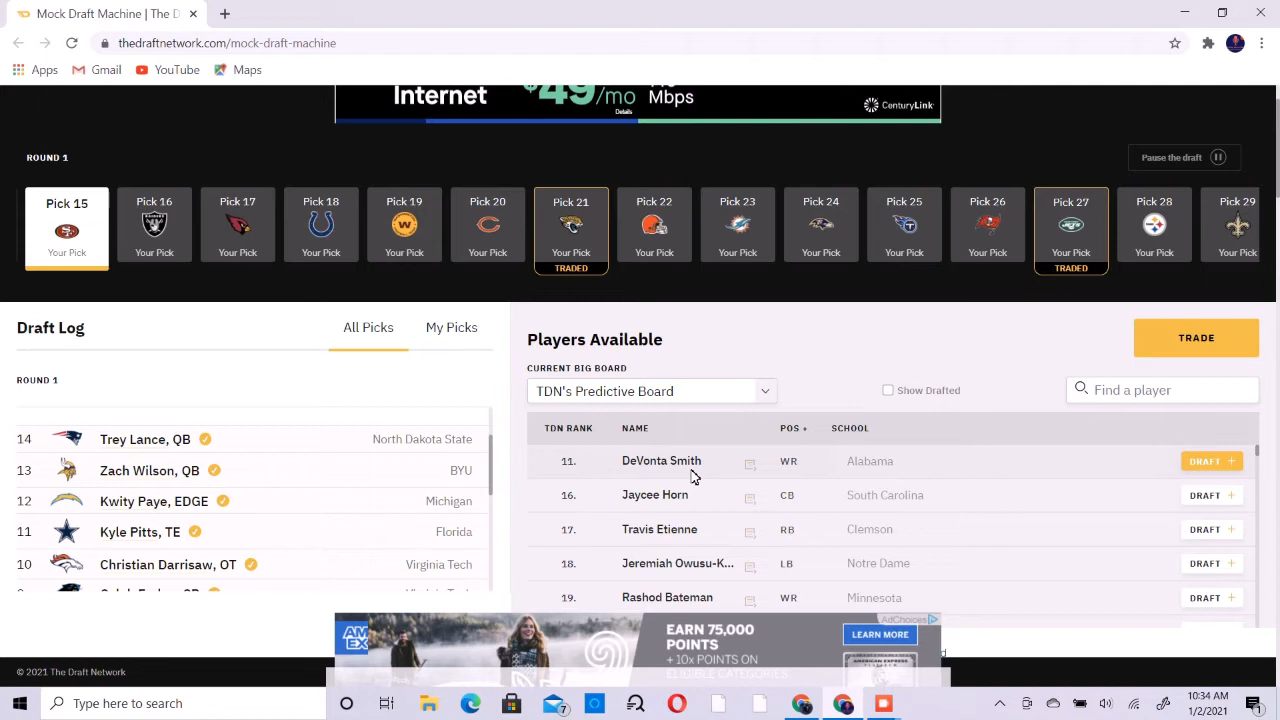 Mock Draft Machine | The D
thedraftnetwork.com/mock-draft-machine
Apps Gmail YouTube Maps
Internet $49/mo Mbps
Details
CenturyLink
ROUND 1
Pause the draft
Pick 15 Pick 16 Pick 17 Pick 18 Pick 19 Pick 20 Pick 21 Pick 22 Pick 23 Pick 24 Pick 25 Pick 26 Pick 27 Pick 28 Pick 29
Your Pick Your Pick Your Pick Your Pick Your Pick Your Pick Your Pick Your Pick Your Pick Your Pick Your Pick Your Pick Your Pick Your Pick Your Pick
TRADED TRADED
Draft Log All Picks My Picks
ROUND 1
14 Trey Lance, QB North Dakota State
13 Zach Wilson, QB BYU
12 Kwity Paye, EDGE Michigan
11 Kyle Pitts, TE Florida
10 Christian Darrisaw, OT Virginia Tech
Players Available
TRADE
CURRENT BIG BOARD
TDN's Predictive Board
Show Drafted
Find a player
TDN RANK NAME POS + SCHOOL
11. DeVonta Smith WR Alabama DRAFT +
16. Jaycee Horn CB South Carolina DRAFT +
17. Travis Etienne RB Clemson DRAFT +
18. Jeremiah Owusu-K... LB Notre Dame DRAFT +
19. Rashod Bateman WR Minnesota DRAFT +
AdChoices
AM
EX
EARN 75,000
POINTS
+ 10x POINTS ON
ELIGIBLE CATEGORIES
LEARN MORE
AMERICAN EXPRESS
© 2021 The Draft Network
Type here to search
7
10:34 AM
1/2/2021
1